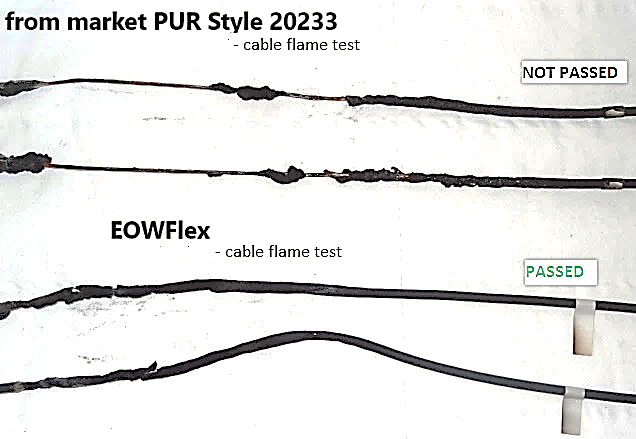 from market PUR Style 20233
- cable flame test
NOT PASSED
EOWFlex
- cable flame test
PASSED